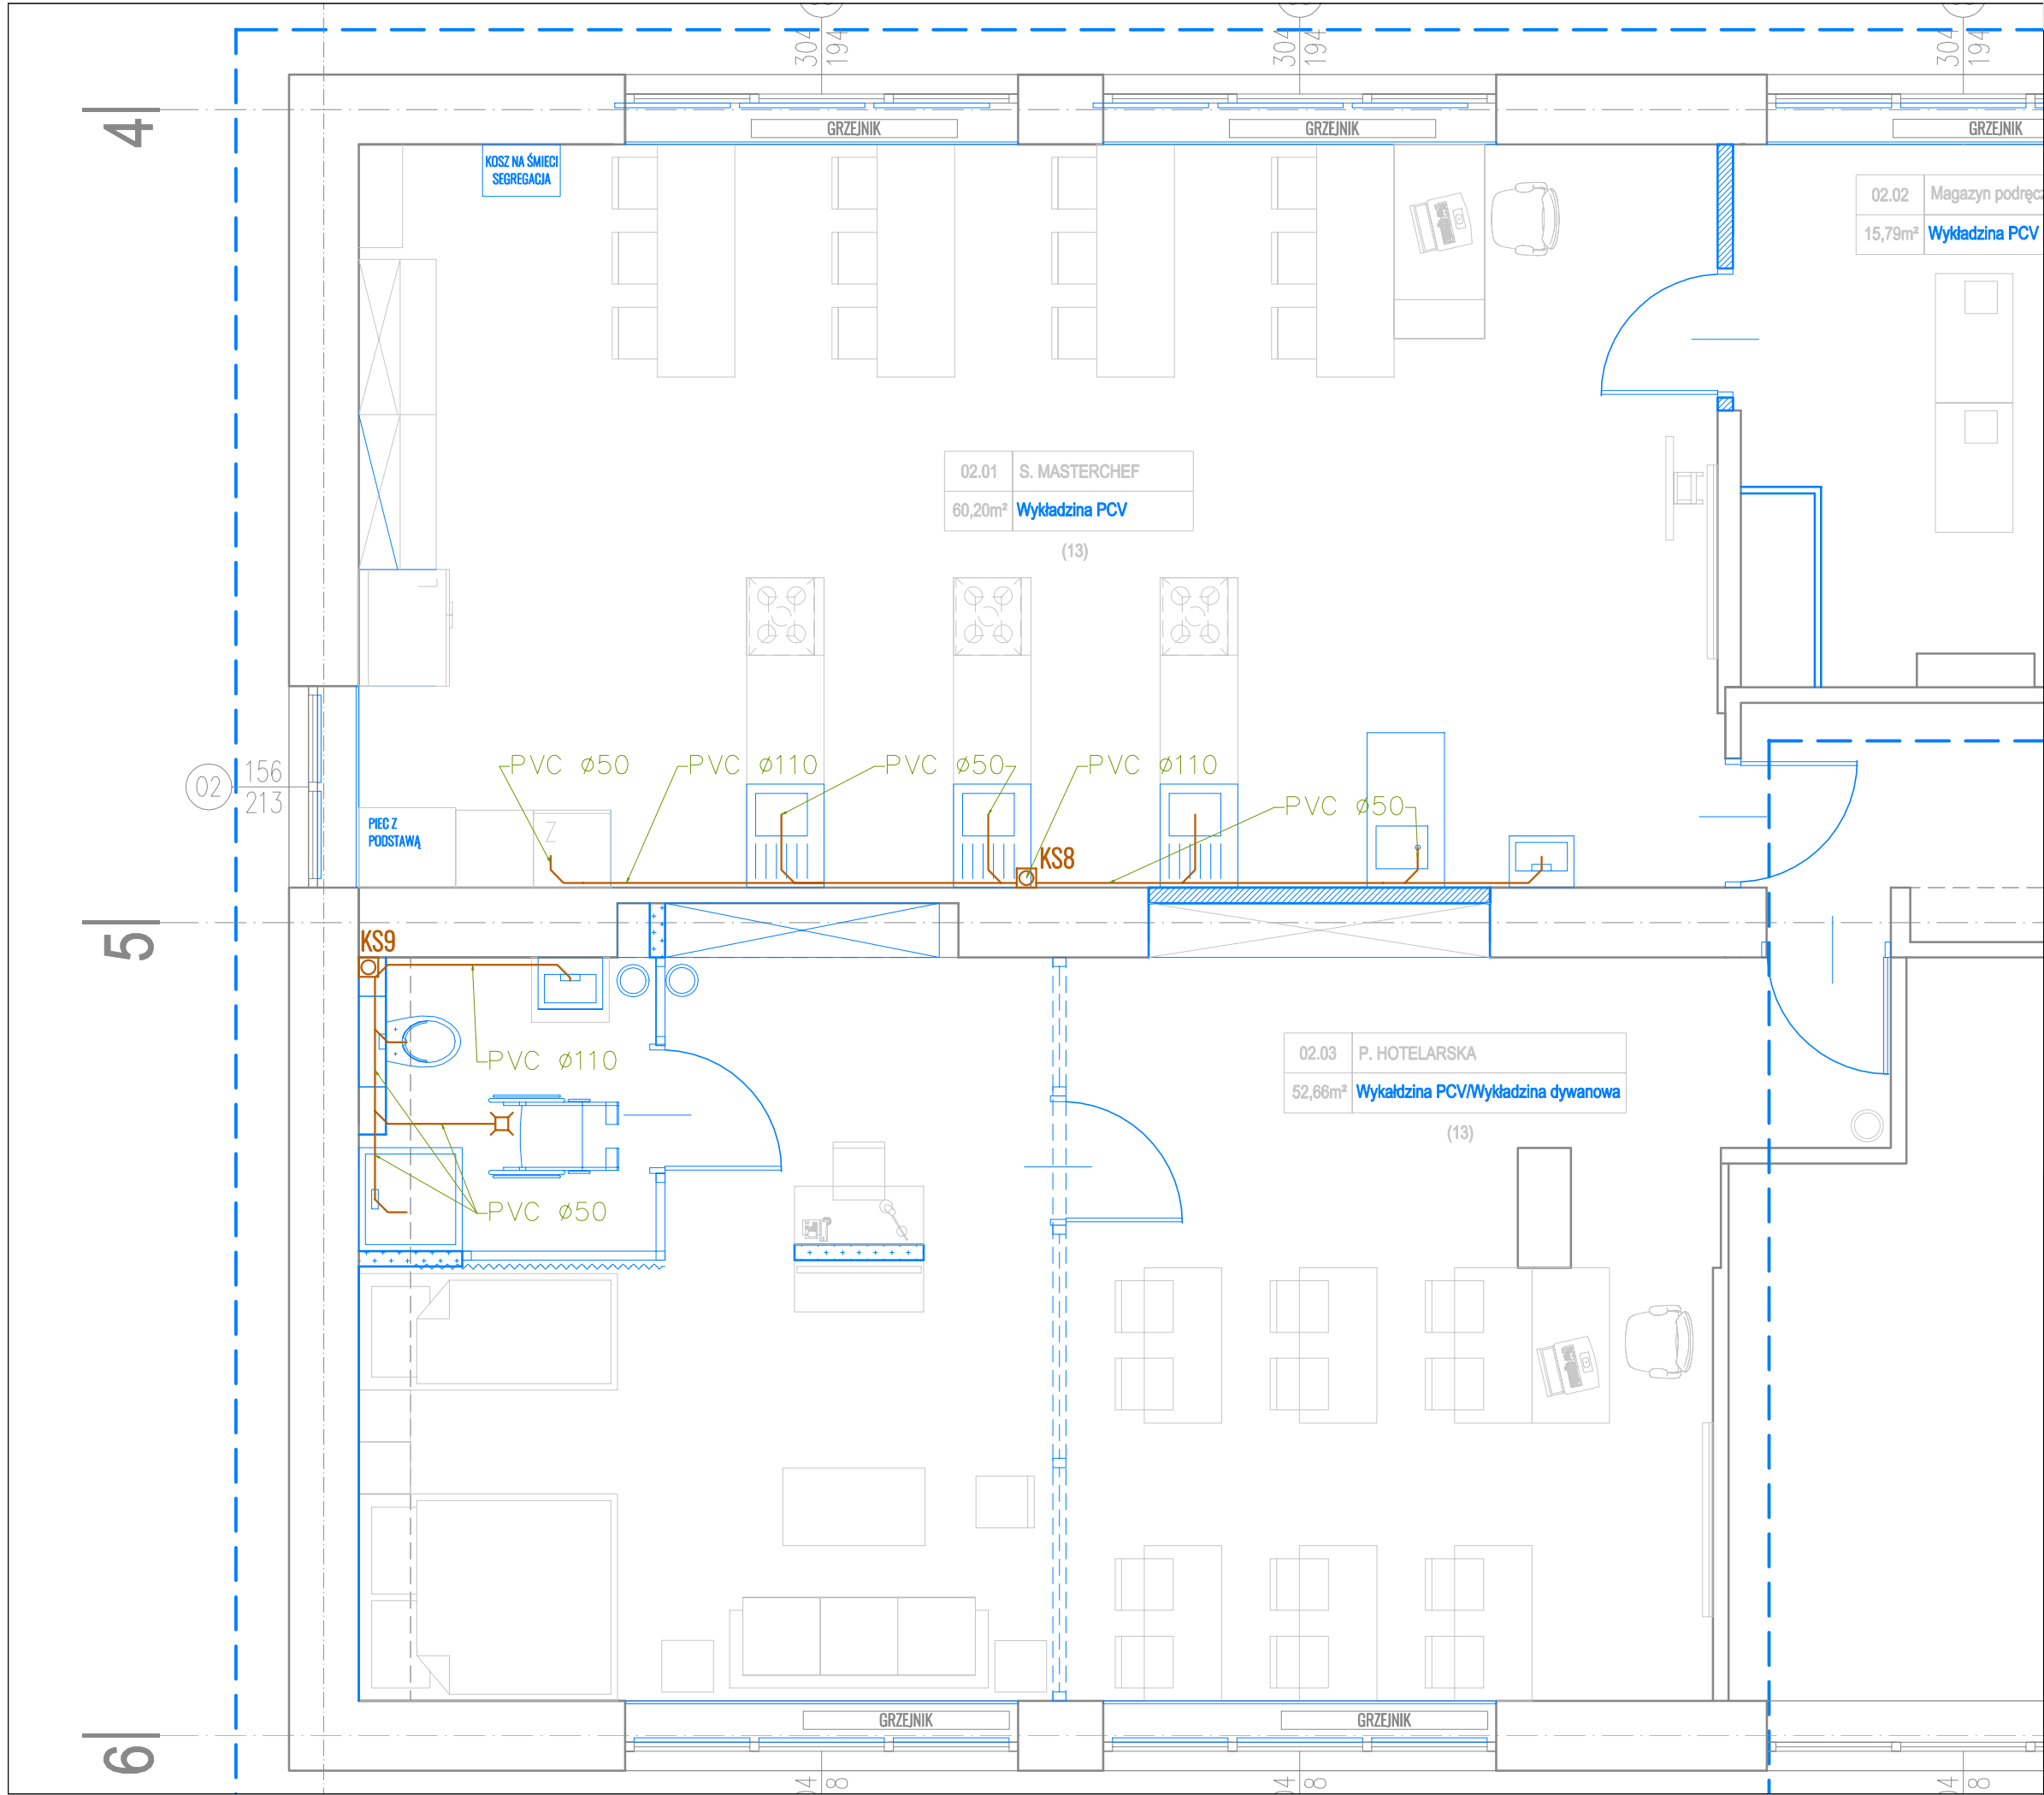 304
194
304
194
304
194
4
GRZEJNIK
GRZEJNIK
GRZEJNIK
KOSZ NA ŚMIECI
SEGREGACJA
02.02
15,79m²
Magazyn podręcz
Wykładzina PCV
02.01
S. MASTERCHEF
60,20m²
Wykładzina PCV
(13)
L
PVC ø50
PVC ø110
PVC ø50
PVC ø110
PVC ø50
02
156
213
PIEC Z
PODSTAWĄ
Z
KS8
5
KS9
PVC ø110
02.03
P. HOTELARSKA
52,66m²
Wykałdzina PCV/Wykładzina dywanowa
(13)
PVC ø50
GRZEJNIK
GRZEJNIK
6